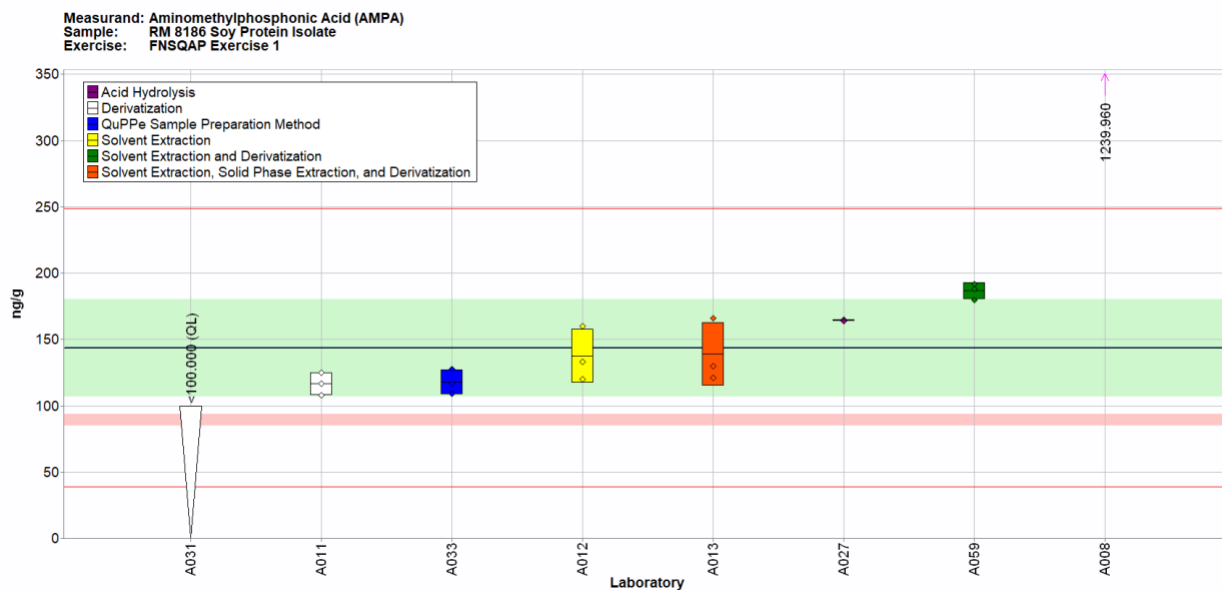 Measurand: Aminomethylphosphonic Acid (AMPA)
Sample: RM 8186 Soy Protein Isolate
Exercise: FNSQAP Exercise 1
350
300
250
200
150
100
50
0
ng/g
Acid Hydrolysis
Derivatization
QuPPe Sample Preparation Method
Solvent Extraction
Solvent Extraction and Derivatization
Solvent Extraction, Solid Phase Extraction, and Derivatization
<100.000 (QL)
1239.960
A031
A011
A033
A012
A013
A027
A059
A008
Laboratory